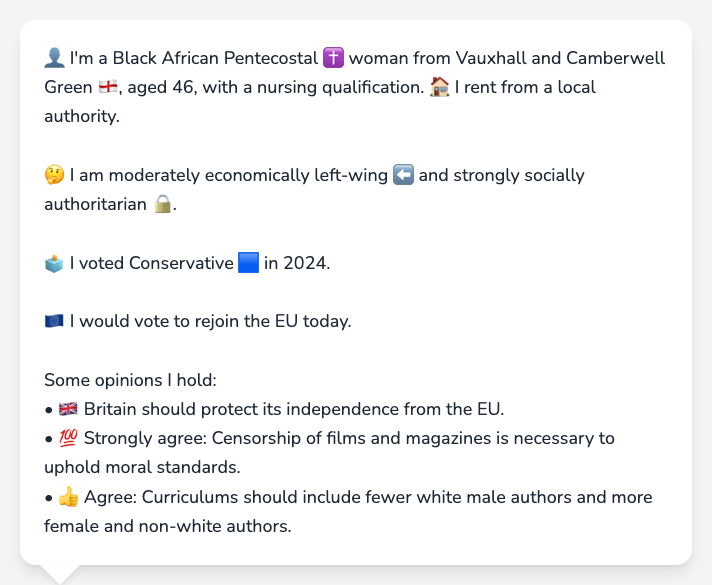 👤 I'm a Black African Pentecostal ✝️ woman from Vauxhall and Camberwell
Green 🏴󠁧󠁢󠁥󠁮󠁧󠁿, aged 46, with a nursing qualification. 🏠 I rent from a local
authority.
🤔 I am moderately economically left-wing ⬅️ and strongly socially
authoritarian 🔒.
🗳️ I voted Conservative 🟦 in 2024.
🇪🇺 I would vote to rejoin the EU today.
Some opinions I hold:
• 🇬🇧 Britain should protect its independence from the EU.
• 💯 Strongly agree: Censorship of films and magazines is necessary to
uphold moral standards.
• 👍 Agree: Curriculums should include fewer white male authors and more
female and non-white authors.